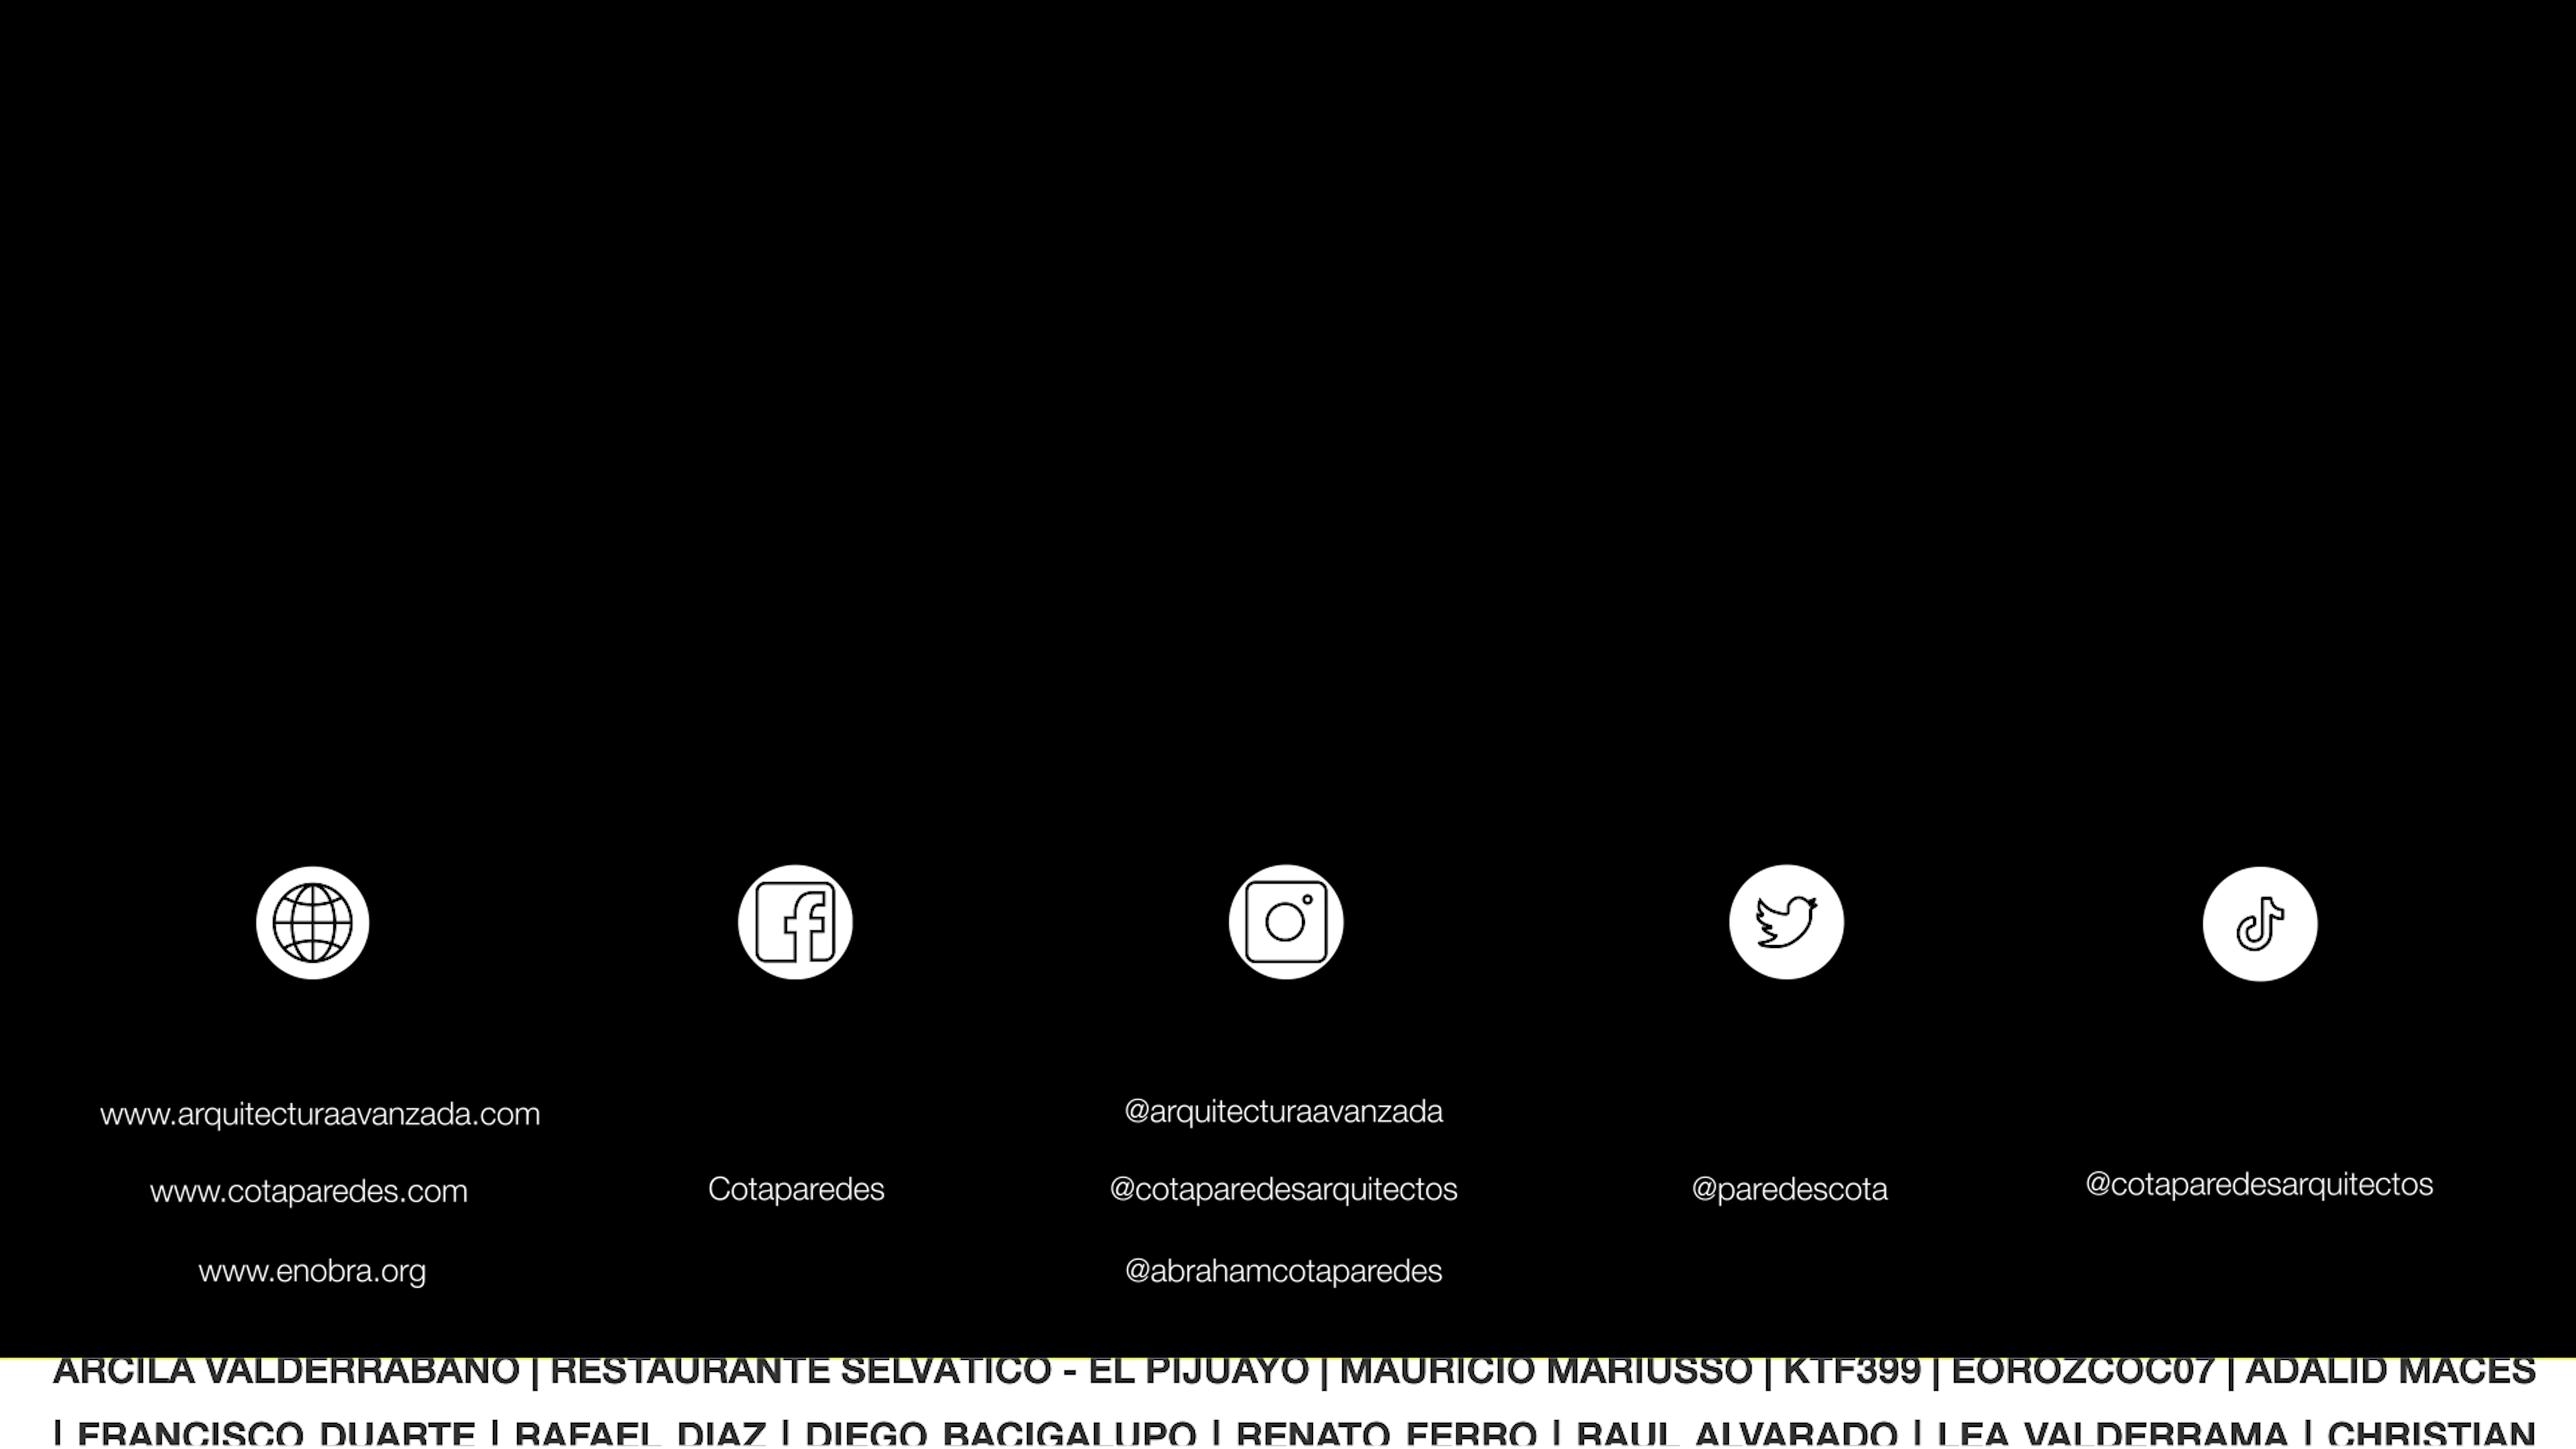 www.arquitecturaavanzada.com
www.cotaparedes.com
www.enobra.org
Cotaparedes
@arquitecturaavanzada
@cotaparedesarquitectos
@abrahamcotaparedes
@paredescota
@cotaparedesarquitectos
ARCILA VALDERRABANO | RESTAURANTE SELVATICO - EL PIJUAYO | MAURICIO MARIUSSO | KTF399 | EOROZCOC07 | ADALID MACES
| FRANCISCO DUARTE | RAFAEL DIAZ | DIEGO BACIGALUPO | RENATO FERRO | RAUL ALVARADO | LEA VALDERRAMA | CHRISTIAN